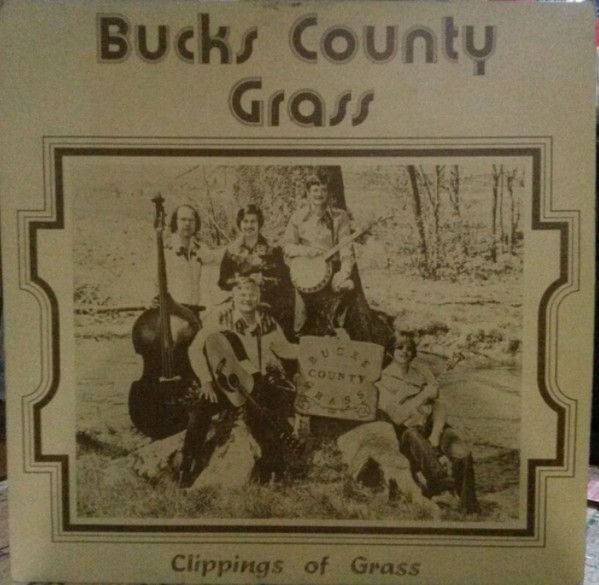 Bucks County
Grass
BUCKS
COUNTY
GRASS
Clippings of Grass